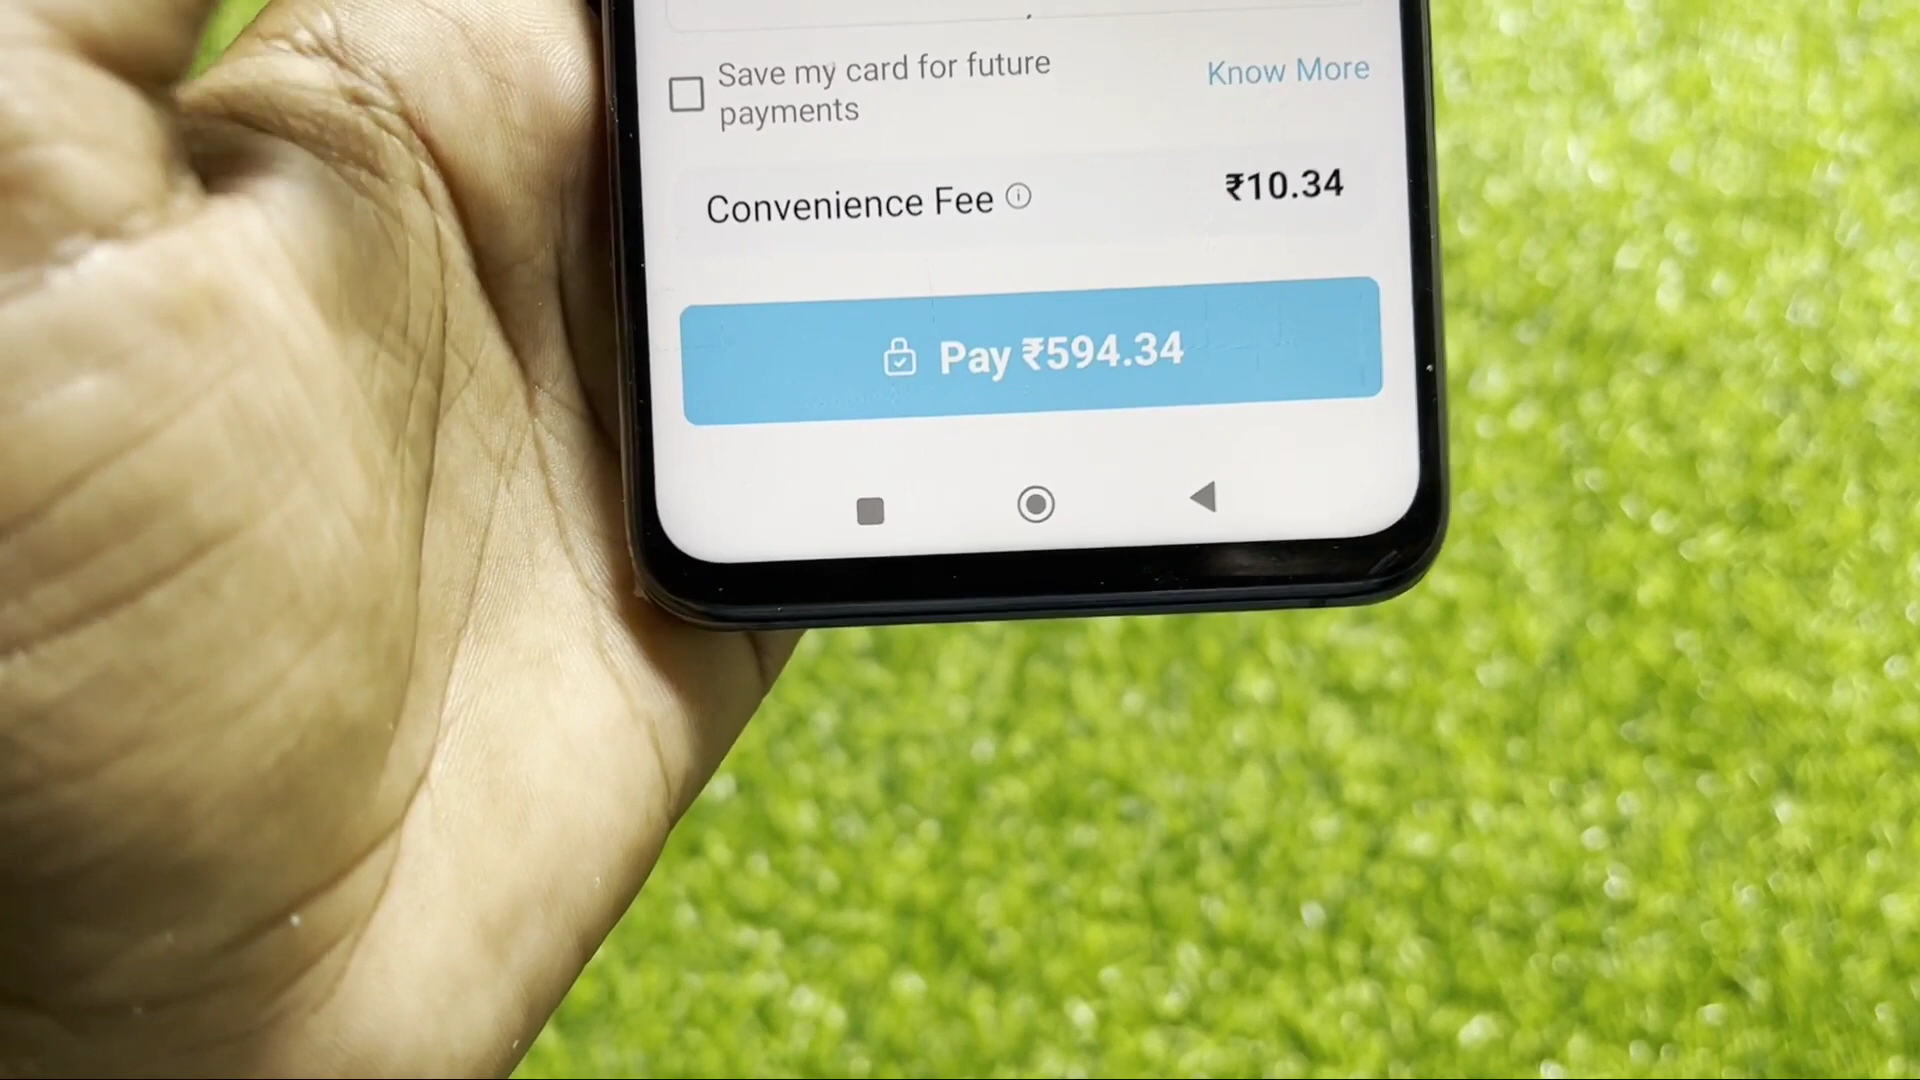 Save my card for future
payments
Know More
Convenience Fee
₹10.34
Pay ₹594.34